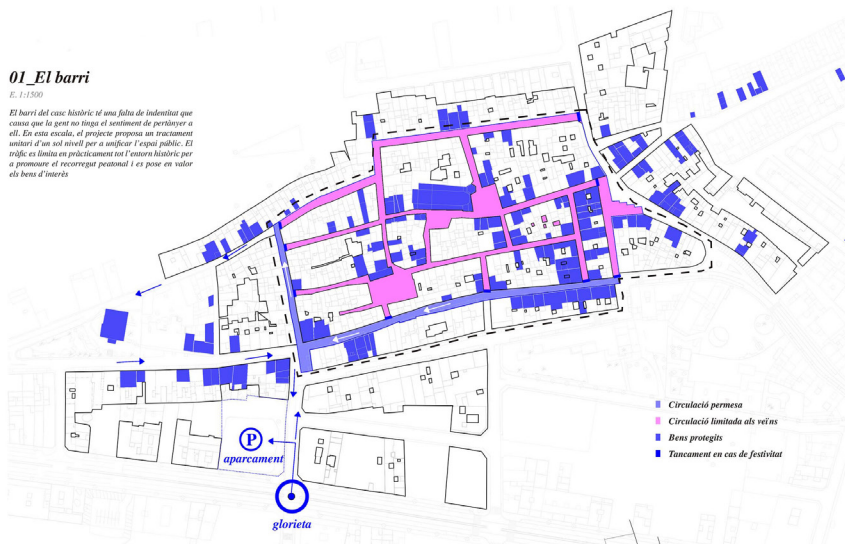 01_El barri
E. 1:1500
El barri del casc històric té una falta de indentitat que
causa que la gent no tinga el sentiment de pertànyer a
ell. En esta escala, el projecte proposa un tractament
unitari d'un sol nivell per a unificar l'espai públic. El
tràfic es limita en pràcticament tot l'entorn històric per
a promoure el recorregut peatonal i es pose en valor
els bens d'interès
Circulació permesa
Circulació limitada als veïns
Bens protegits
Tancament en cas de festivitat
P
aparcament
glorieta